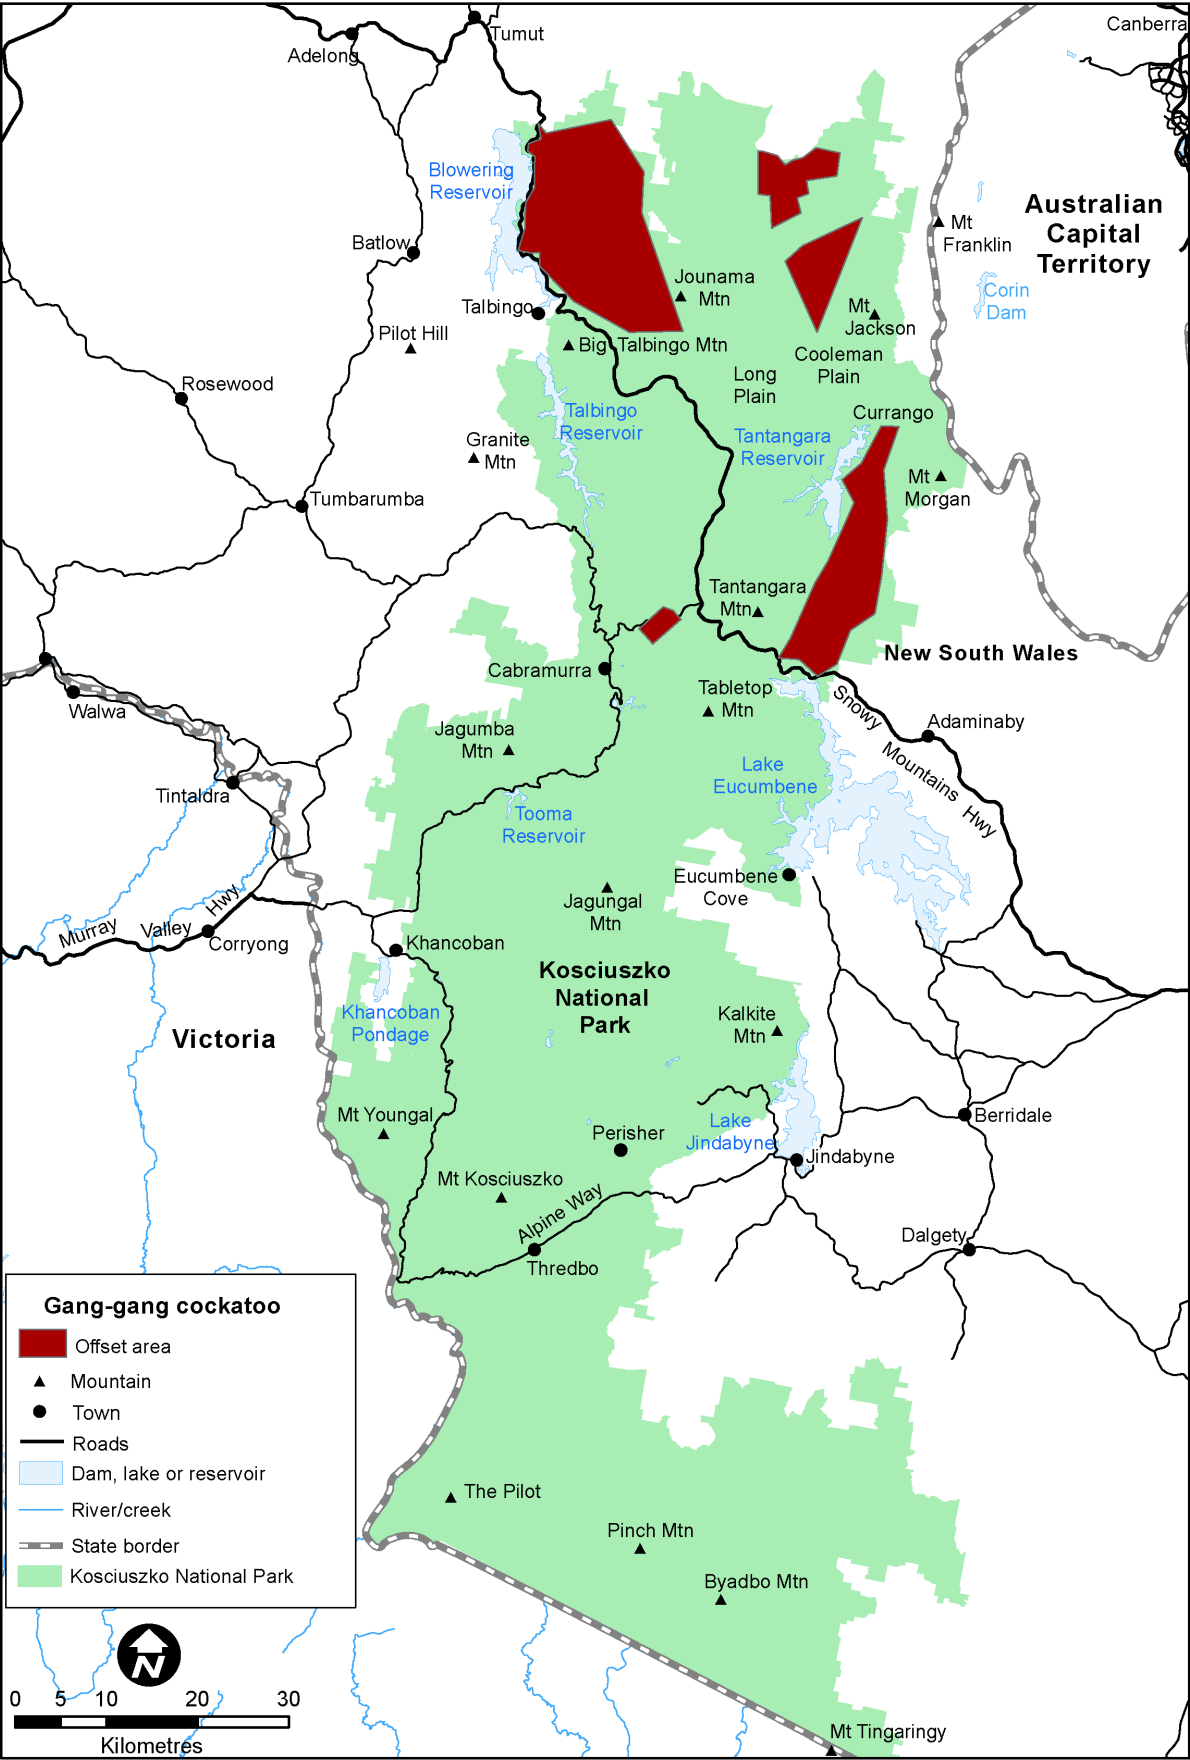 Canberra
Tumut
Adelong
Blowering
Reservoir
Australian
Capital
Territory
Mt
Franklin
Batlow
Jounama
Mtn
Corin
Dam
Talbingo
Mt
Jackson
Pilot Hill
Big Talbingo Mtn
Cooleman
Plain
Long
Plain
Rosewood
Currango
Talbingo
Reservoir
Tantangara
Reservoir
Granite
Mtn
Mt
Morgan
Tumbarumba
Tantangara
Mtn
New South Wales
Cabramurra
Tabletop
Mtn
Snowy Mountains Hwy
Walwa
Adaminaby
Jagumba
Mtn
Lake
Eucumbene
Tintaldra
Tooma
Reservoir
Eucumbene
Cove
Jagungal
Mtn
Murray Valley Hwy
Corryong
Khancoban
Kosciuszko
National
Park
Khancoban
Pondage
Kalkite
Mtn
Victoria
Mt Youngal
Lake
Jindabyne
Berridale
Perisher
Jindabyne
Mt Kosciuszko
Alpine Way
Dalgety
Thredbo
Gang-gang cockatoo
Offset area
Mountain
Town
Roads
Dam, lake or reservoir
River/creek
State border
Kosciuszko National Park
The Pilot
Pinch Mtn
Byadbo Mtn
N
0 5 10 20 30
Kilometres
Mt Tingaringy